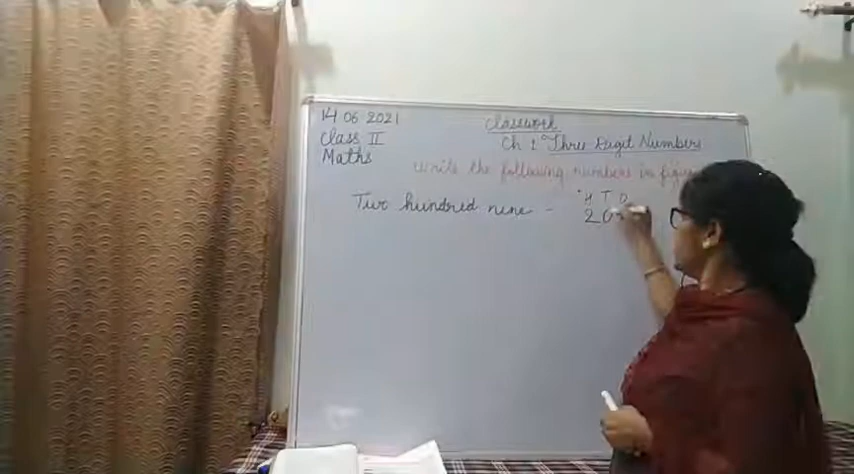 14 06 2021
Classwork
Class II
Ch 1 Three Digit Numbers
Maths
Write the following numbers in
Two hundred nine - 
H T O
20